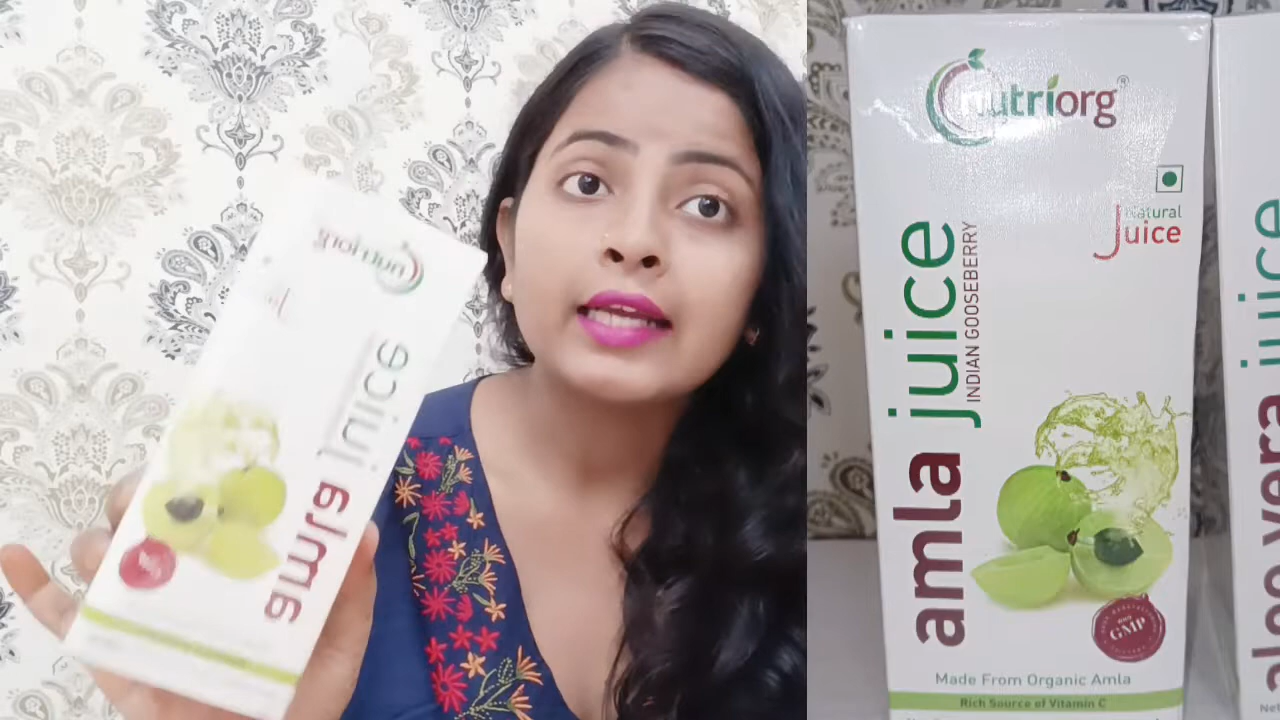 nutriorg
amla juice
nutriorg®
Natural
Juice
amla juice
INDIAN GOOSEBERRY
GMP
Made From Organic Amla
Rich Source of Vitamin C
aloe vera juice